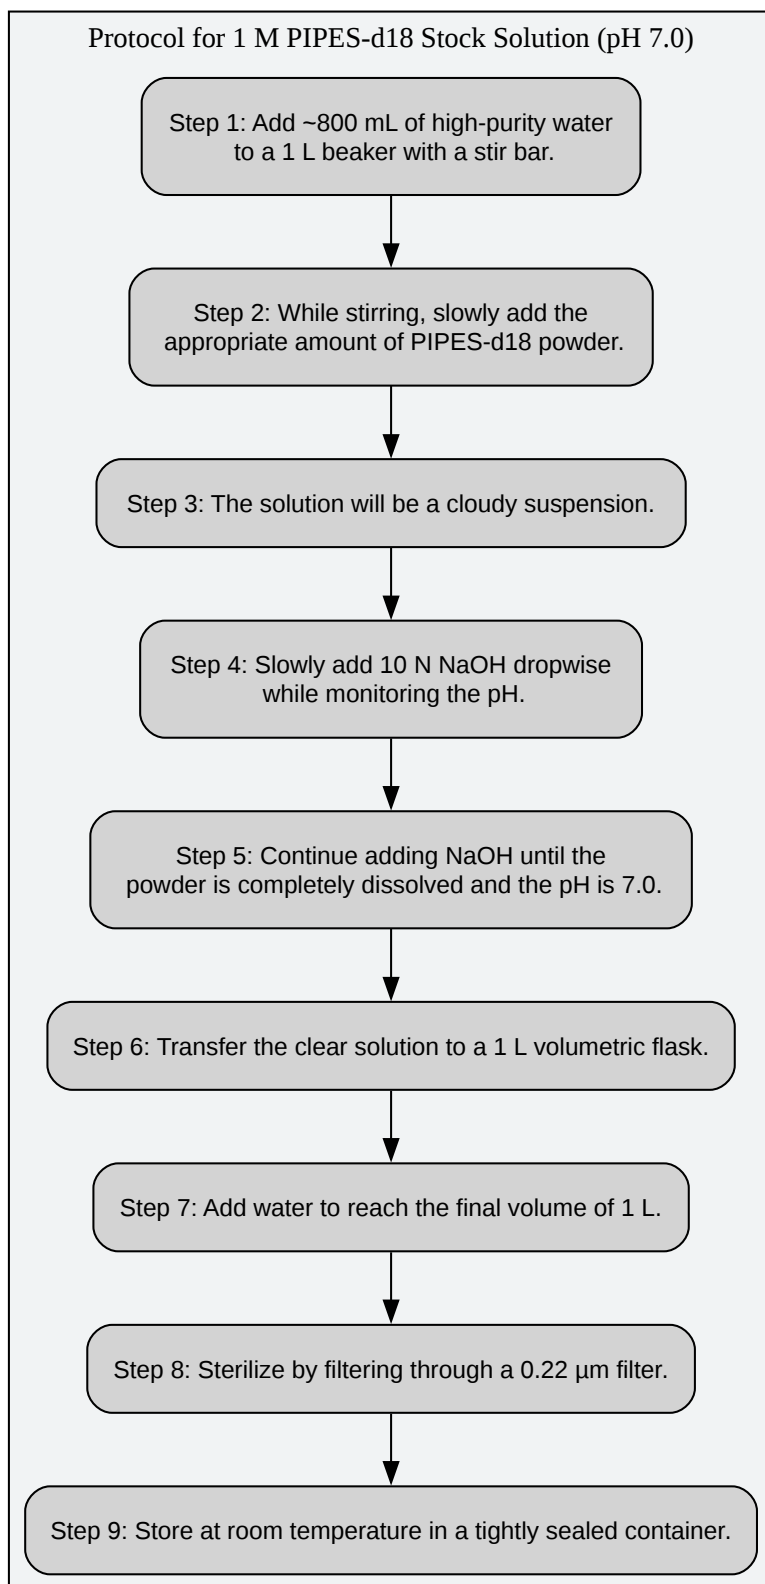 Protocol for 1 M PIPES-d18 Stock Solution (pH 7.0)
Step 1: Add ~800 mL of high-purity water
to a 1 L beaker with a stir bar.
Step 2: While stirring, slowly add the
appropriate amount of PIPES-d18 powder.
Step 3: The solution will be a cloudy suspension.
Step 4: Slowly add 10 N NaOH dropwise
while monitoring the pH.
Step 5: Continue adding NaOH until the
powder is completely dissolved and the pH is 7.0.
Step 6: Transfer the clear solution to a 1 L volumetric flask.
Step 7: Add water to reach the final volume of 1 L.
Step 8: Sterilize by filtering through a 0.22 µm filter.
Step 9: Store at room temperature in a tightly sealed container.